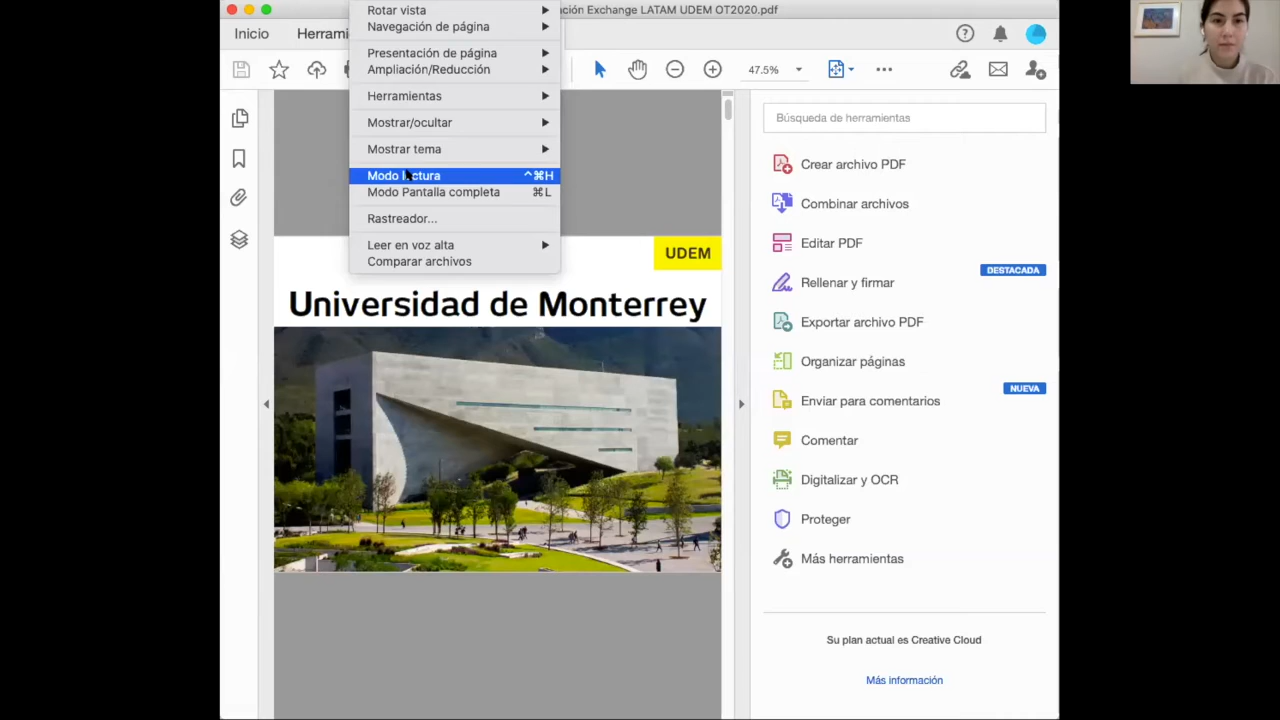 Rotar vista
Navegación de página
Presentación de página
Ampliación/Reducción
Herramientas
Mostrar/ocultar
Mostrar tema
Modo lectura ^⌘H
Modo Pantalla completa ⌘L
Rastreador...
Leer en voz alta
Comparar archivos
Exchange LATAM UDEM OT2020.pdf
Inicio
47.5%
Búsqueda de herramientas
Crear archivo PDF
Combinar archivos
Editar PDF
DESTACADA
Rellenar y firmar
Exportar archivo PDF
Organizar páginas
NUEVA
Enviar para comentarios
Comentar
Digitalizar y OCR
Proteger
Más herramientas
Su plan actual es Creative Cloud
Más información
UDEM
Universidad de Monterrey